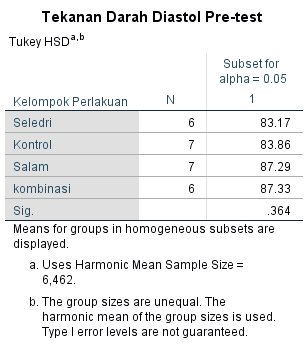 Tekanan Darah Diastol Pre-test
Tukey HSDa,b
Subset for
alpha = 0.05
Kelompok Perlakuan N 1
Seledri 6 83.17
Kontrol 7 83.86
Salam 7 87.29
kombinasi 6 87.33
Sig. .364
Means for groups in homogeneous subsets are
displayed.
a. Uses Harmonic Mean Sample Size =
6,462.
b. The group sizes are unequal. The
harmonic mean of the group sizes is used.
Type I error levels are not guaranteed.